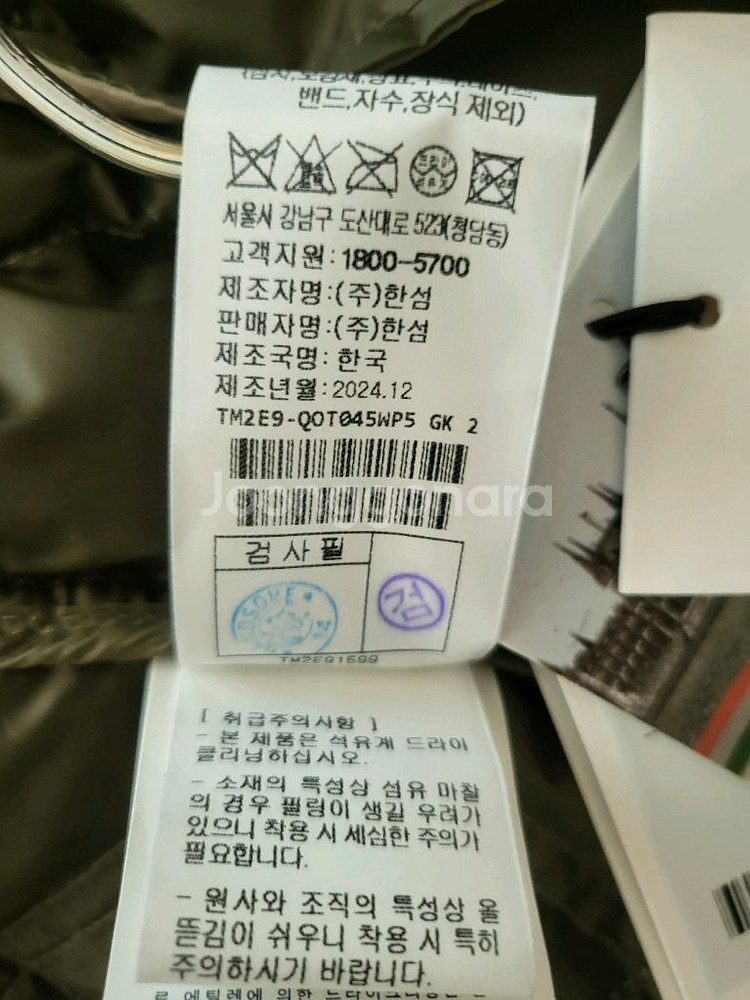 밴드,자수,장식 제외)
서울시 강남구 도산대로 523(청담동)
고객지원:1800-5700
제조자명:(주)한섬
판매자명:(주)한섬
제조국명: 한국
제조년월:2024.12
TM2E9-QOT045WP5 GK 2
Joonggonara
검 사 필
검
TM2E91599
[ 취급주의사항 ]
- 본 제품은 석유계 드라이
클리닝하십시오.
- 소재의 특성상 섬유 마찰
의 경우 필링이 생길 우려가
있으니 착용 시 세심한 주의가
필요합니다.
- 원사와 조직의 특성상 올
뜯김이 쉬우니 착용 시 특히
주의하시기 바랍니다.